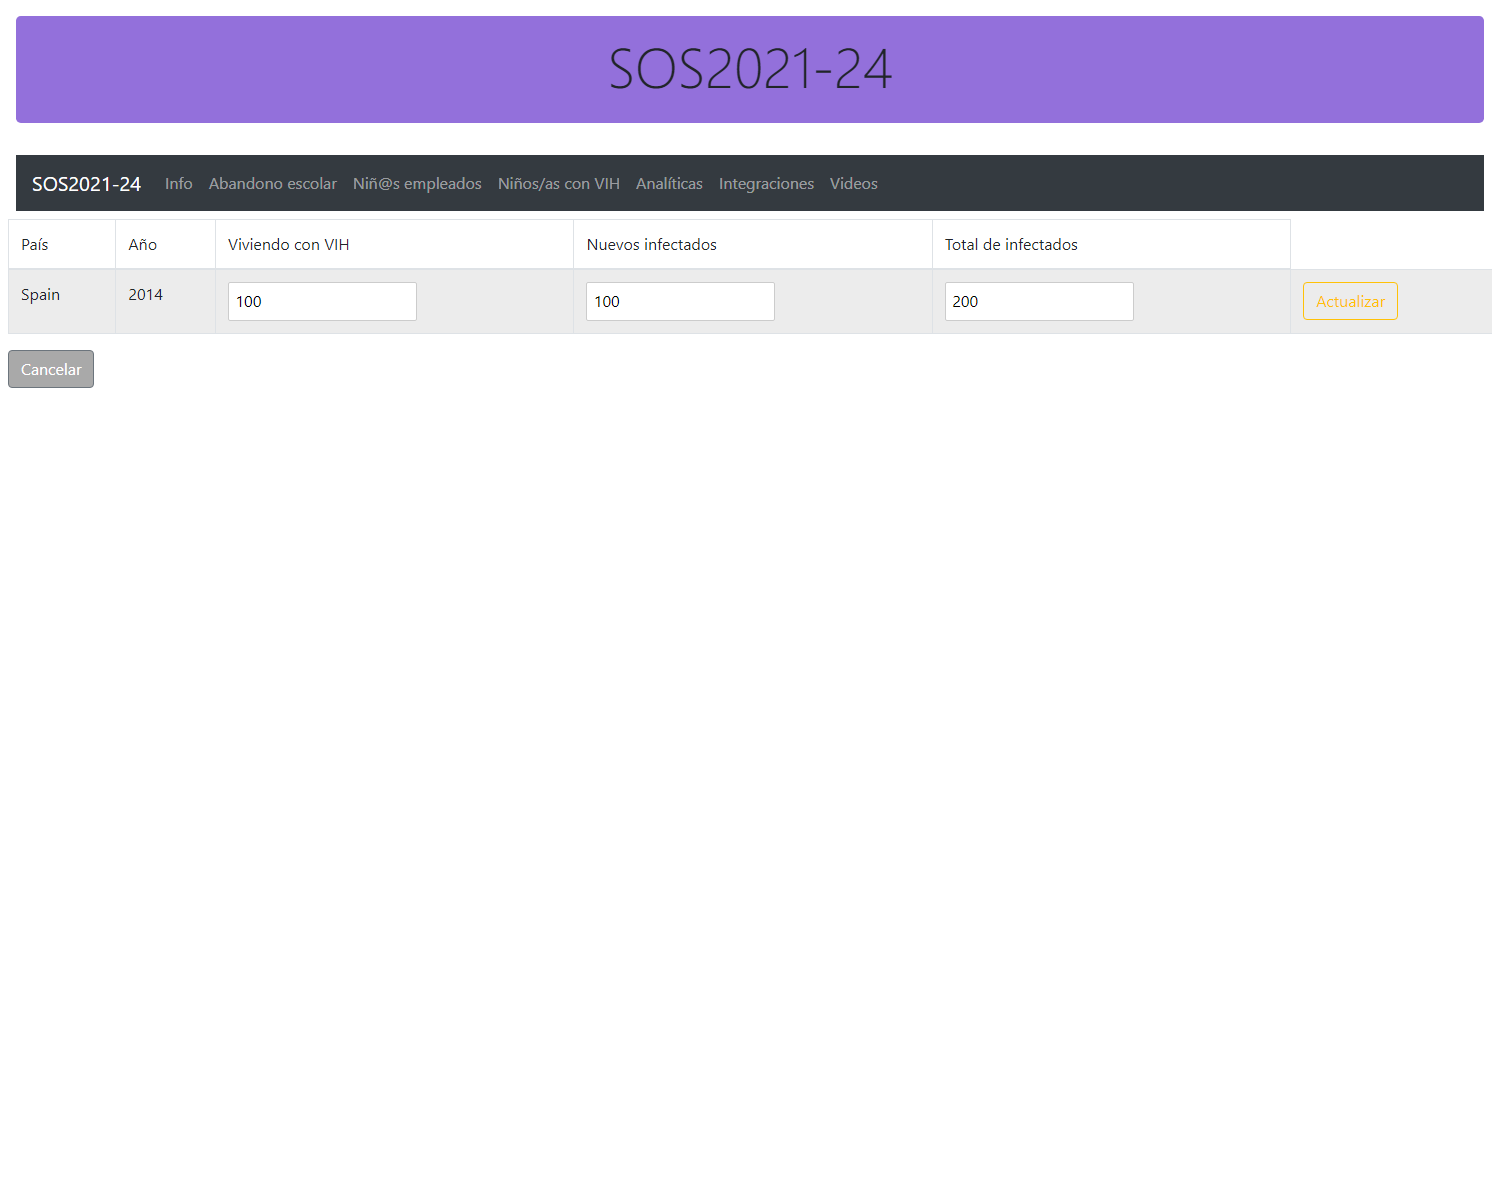 SOS2021-24
SOS2021-24 Info Abandono escolar Niñ@s empleados Niños/as con VIH Analíticas Integraciones Videos
País Año Viviendo con VIH Nuevos infectados Total de infectados
Spain 2014 100 100 200 Actualizar
Cancelar